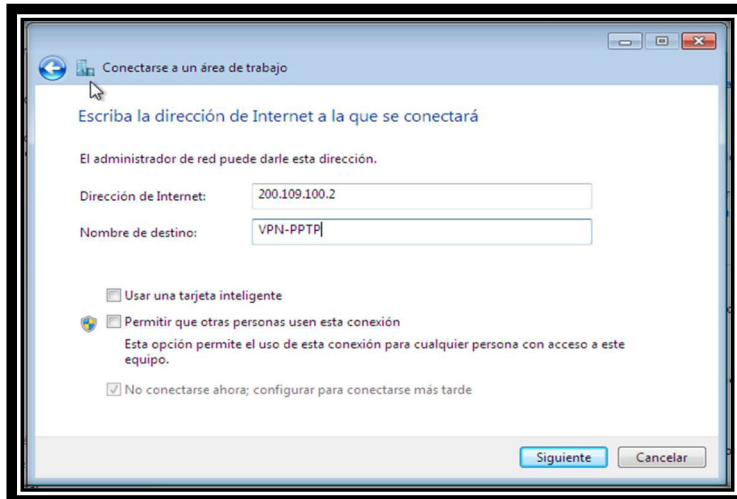 Conectarse a un área de trabajo
Escriba la dirección de Internet a la que se conectará
El administrador de red puede darle esta dirección.
Dirección de Internet: 200.109.100.2
Nombre de destino: VPN-PPTP
Usar una tarjeta inteligente
Permitir que otras personas usen esta conexión
Esta opción permite el uso de esta conexión para cualquier persona con acceso a este
equipo.
No conectarse ahora; configurar para conectarse más tarde
Siguiente Cancelar